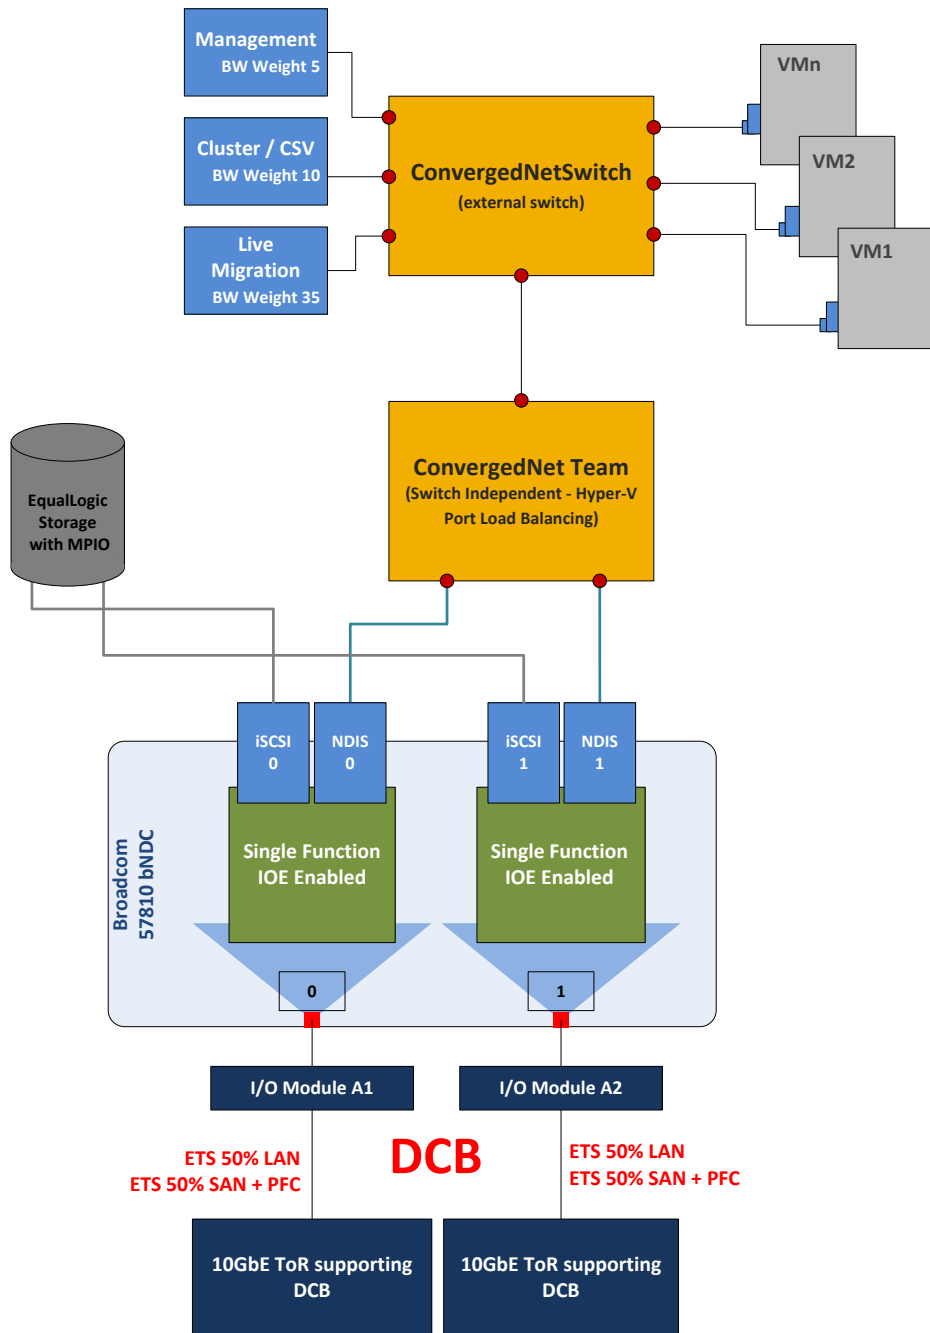 Management
BW Weight 5
Cluster / CSV
BW Weight 10
Live
Migration
BW Weight 35
ConvergedNetSwitch
(external switch)
VMn
VM2
VM1
ConvergedNet Team
(Switch Independent - Hyper-V
Port Load Balancing)
EqualLogic
Storage
with MPIO
iSCSI
0
NDIS
0
iSCSI
1
NDIS
1
Broadcom
57810 bNDC
Single Function
IOE Enabled
Single Function
IOE Enabled
0
1
I/O Module A1
I/O Module A2
DCB
ETS 50% LAN
ETS 50% SAN + PFC
ETS 50% LAN
ETS 50% SAN + PFC
10GbE ToR supporting
DCB
10GbE ToR supporting
DCB